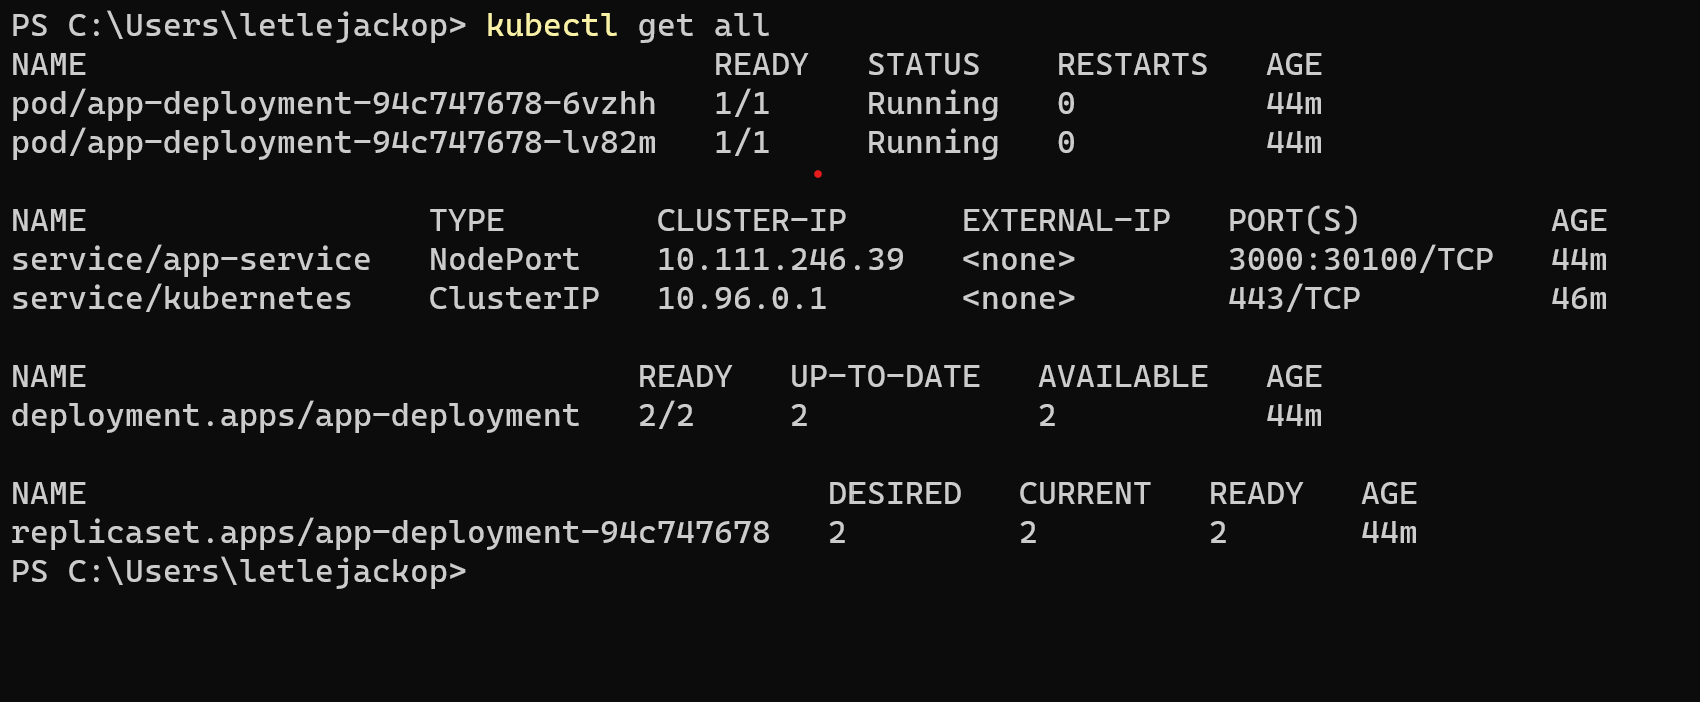 PS C:\Users\letlejackop> kubectl get all
NAME                                 READY   STATUS    RESTARTS   AGE
pod/app-deployment-94c747678-6vzhh   1/1     Running   0          44m
pod/app-deployment-94c747678-lv82m   1/1     Running   0          44m

NAME                  TYPE        CLUSTER-IP      EXTERNAL-IP   PORT(S)          AGE
service/app-service   NodePort    10.111.246.39   <none>        3000:30100/TCP   44m
service/kubernetes    ClusterIP   10.96.0.1       <none>        443/TCP          46m

NAME                             READY   UP-TO-DATE   AVAILABLE   AGE
deployment.apps/app-deployment   2/2     2            2           44m

NAME                                       DESIRED   CURRENT   READY   AGE
replicaset.apps/app-deployment-94c747678   2         2         2       44m
PS C:\Users\letlejackop>